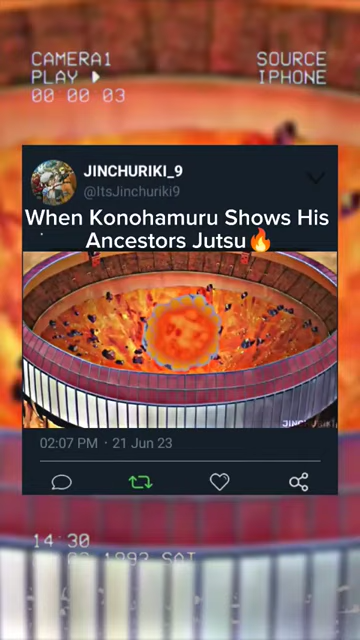 CAMERA1
PLAY
00 00 03
SOURCE
IPHONE
JINCHURIKI_9
@ItsJinchuriki9
When Konohamuru Shows His
Ancestors Jutsu🔥
02:07 PM · 21 Jun 23
14:30